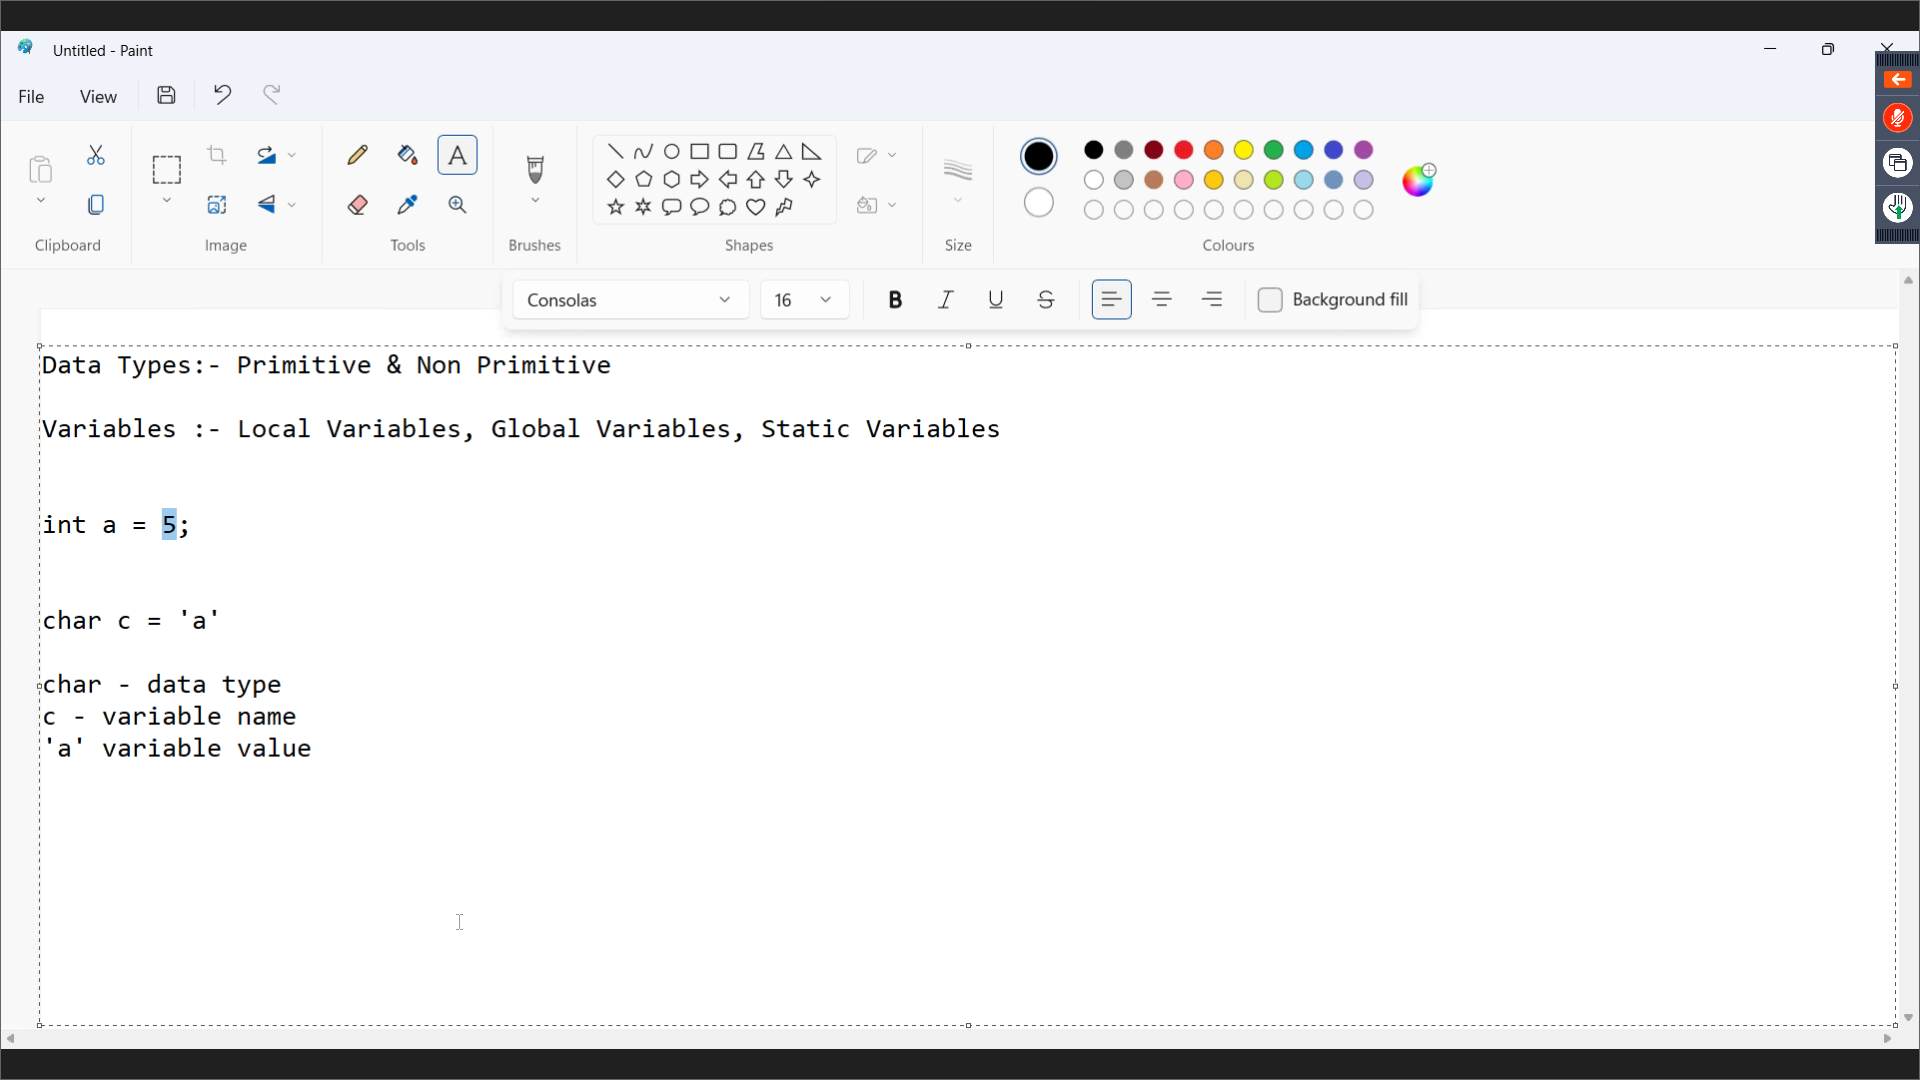 Untitled - Paint
File View
Clipboard Image Tools Brushes Shapes Size Colours
Consolas 16 B I U S Background fill
Data Types:- Primitive & Non Primitive
Variables :- Local Variables, Global Variables, Static Variables
int a = 5;
char c = 'a'
char - data type
c - variable name
'a' variable value